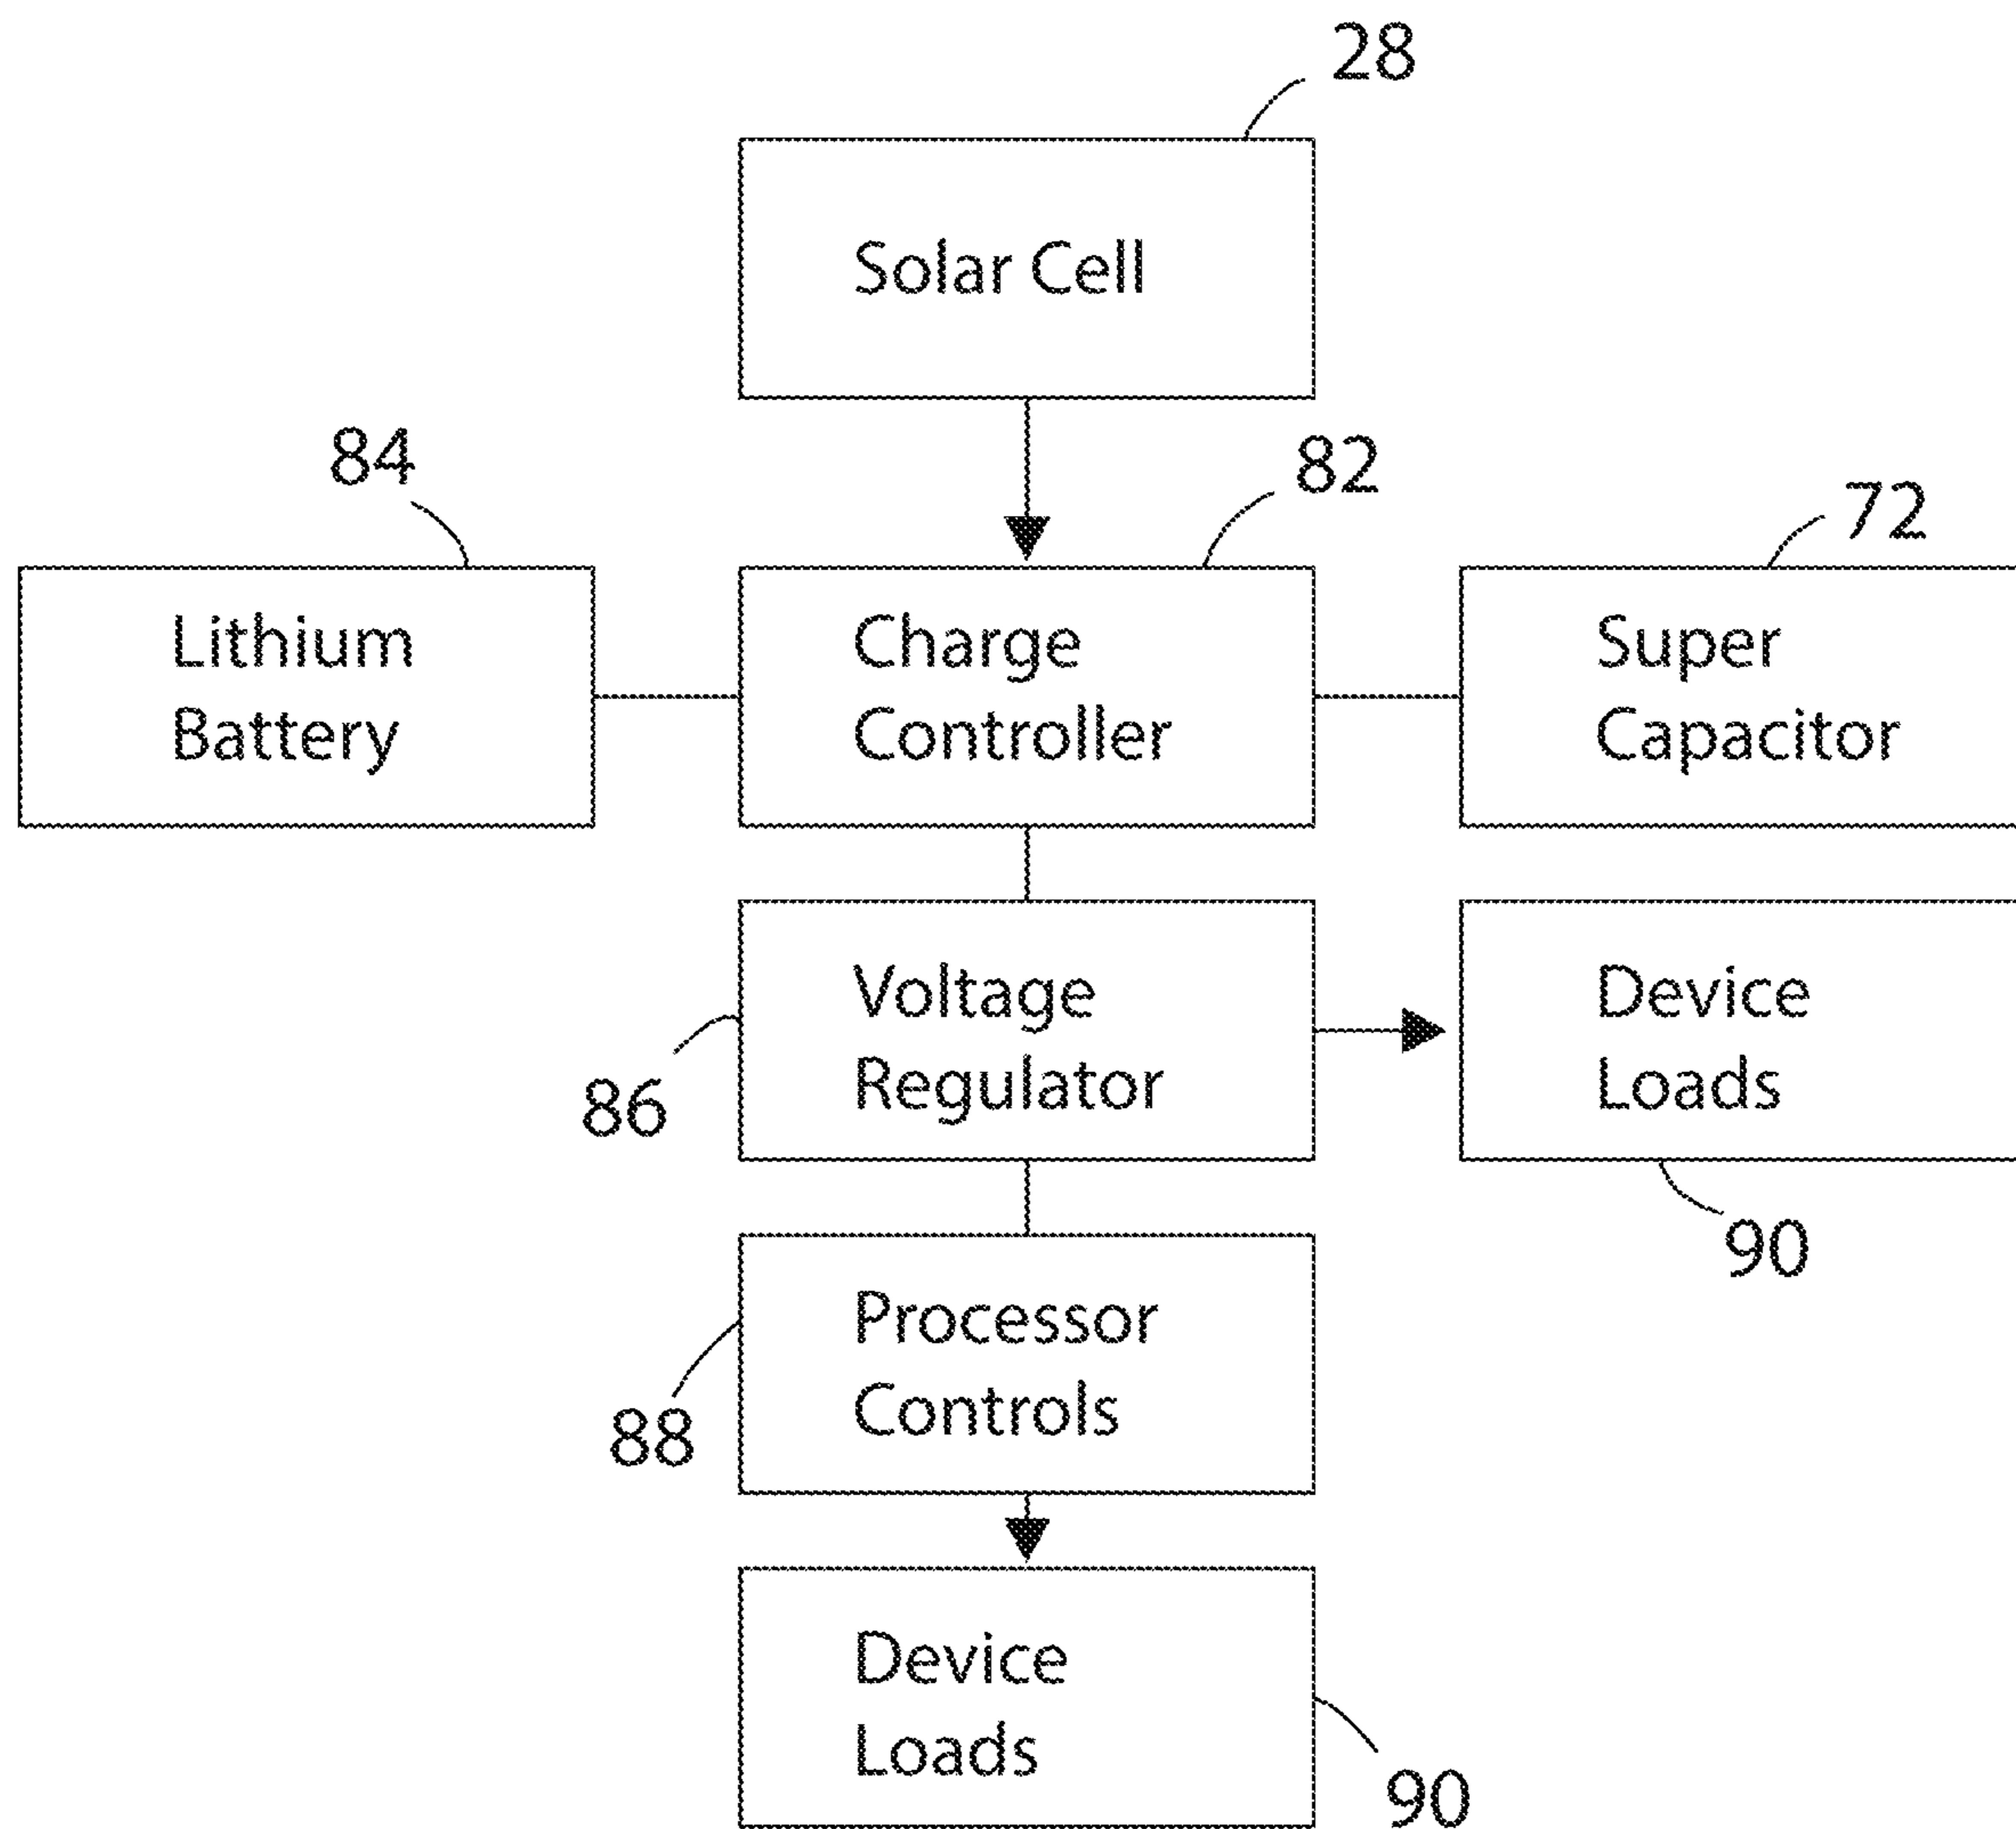 28
Solar Cell
84
82
72
Lithium
Battery
Charge
Controller
Super
Capacitor
Voltage
Regulator
Device
Loads
86
90
Processor
Controls
88
Device
Loads
90